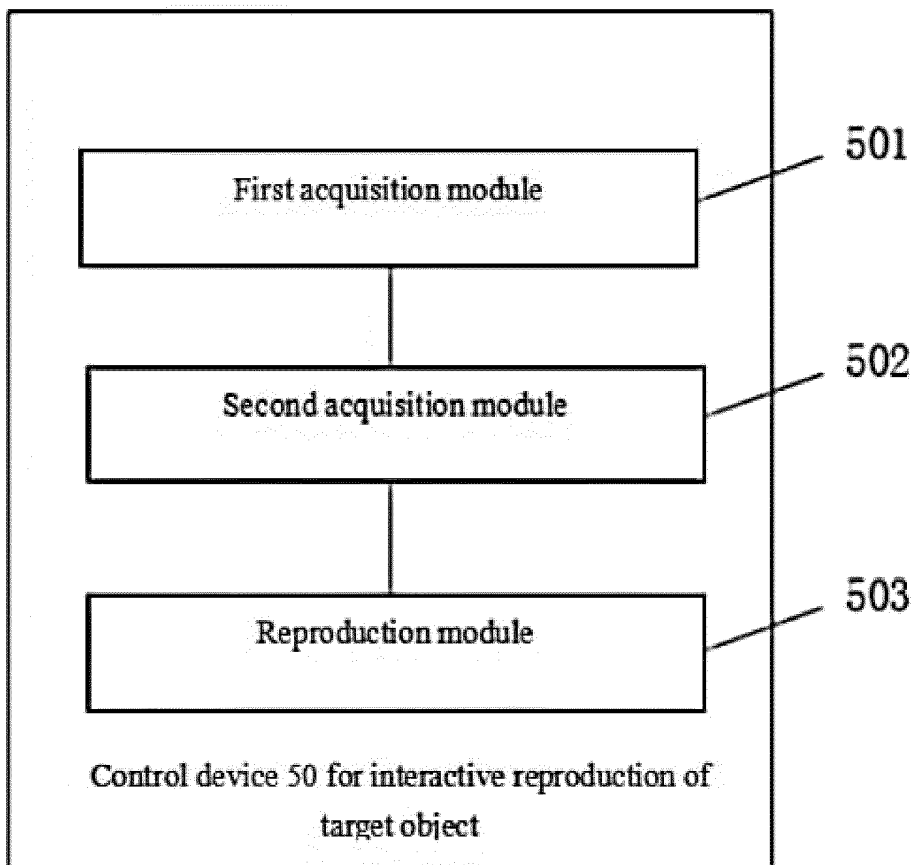 First acquisition module
501
Second acquisition module
502
Reproduction module
503
Control device 50 for interactive reproduction of
target object